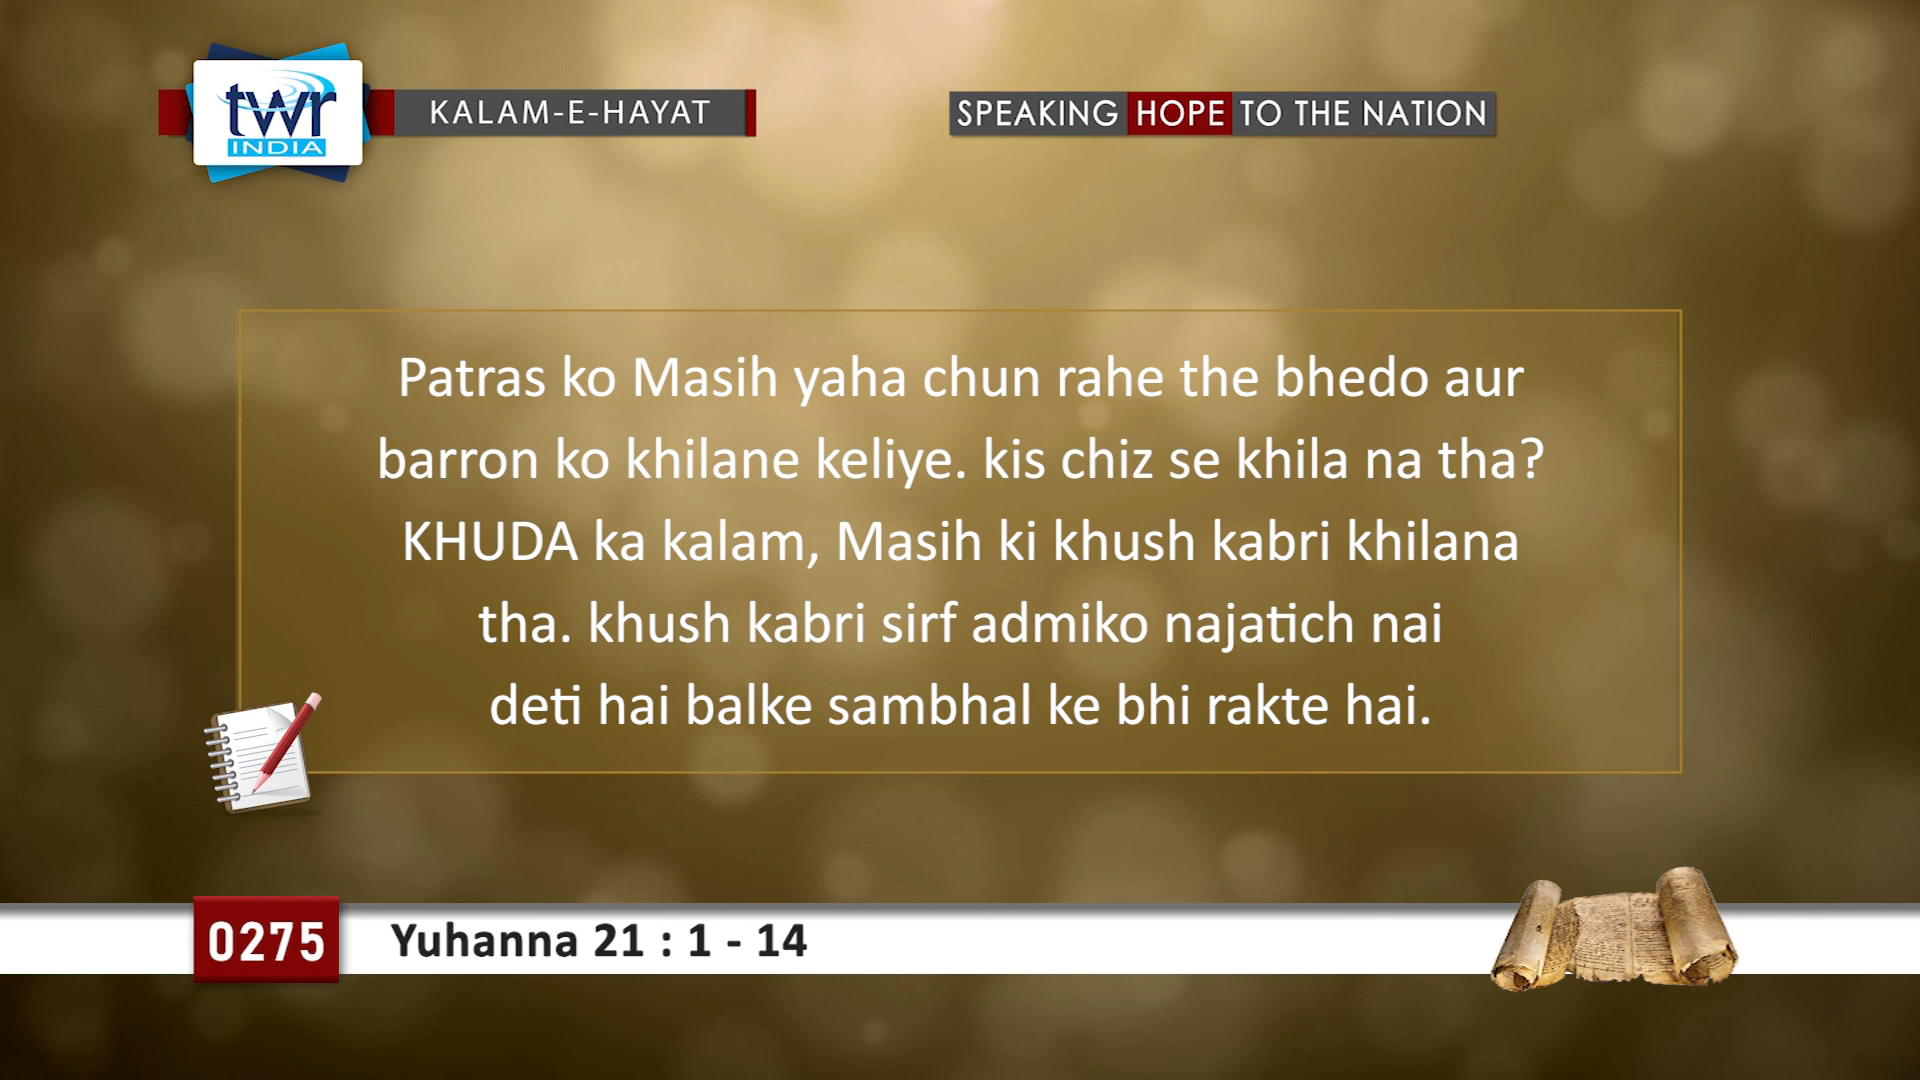 twr
INDIA
KALAM-E-HAYAT
SPEAKING HOPE TO THE NATION
Patras ko Masih yaha chun rahe the bhedo aur
barron ko khilane keliye. kis chiz se khila na tha?
KHUDA ka kalam, Masih ki khush kabri khilana
tha. khush kabri sirf admiko najatich nai
deti hai balke sambhal ke bhi rakte hai.
0275
Yuhanna 21 : 1 - 14